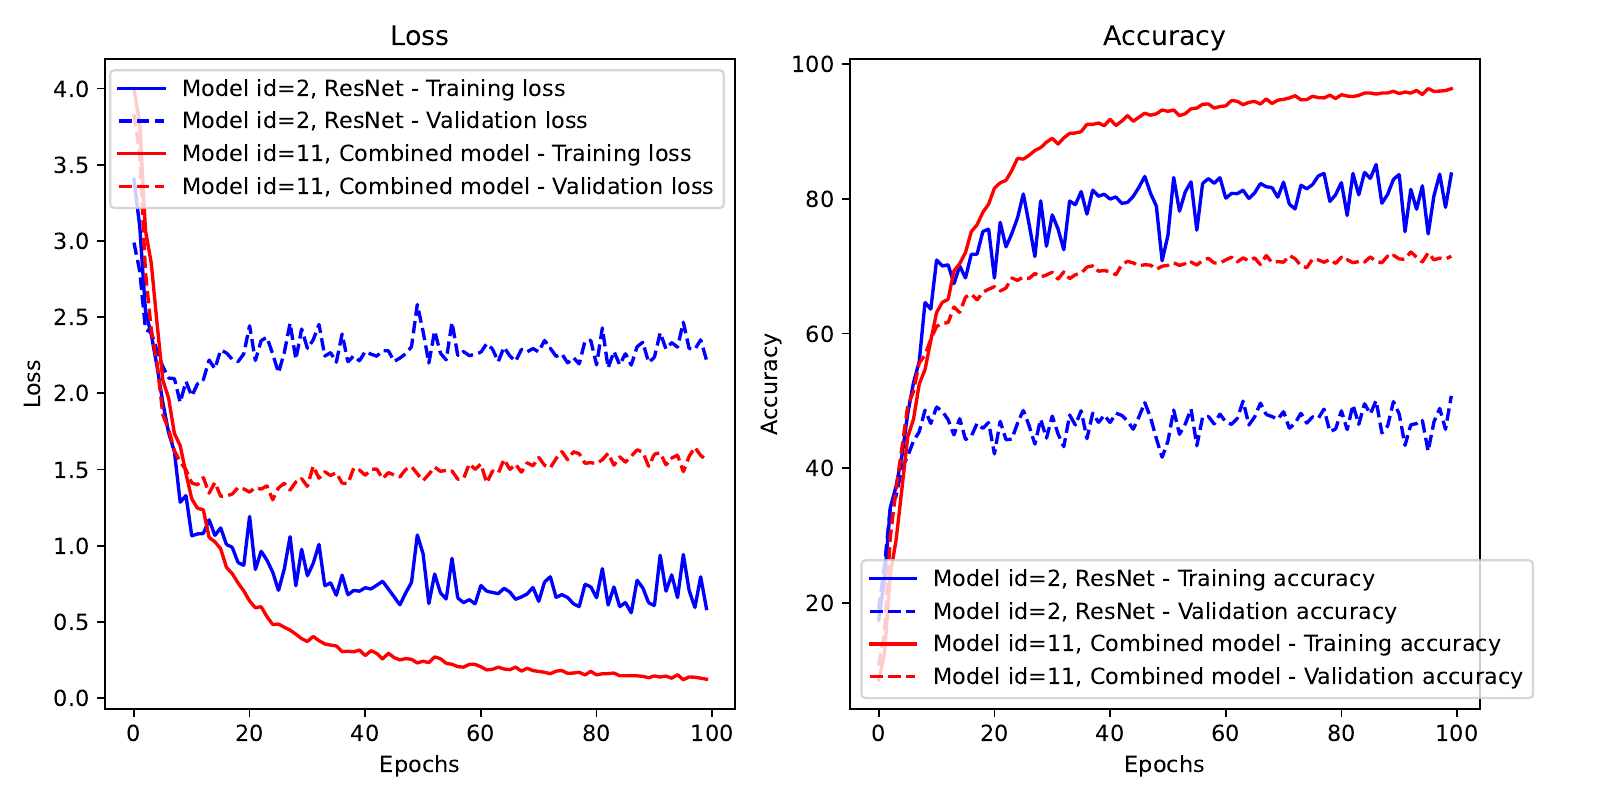 Loss
4.0
3.5
3.0
2.5
2.0
1.5
1.0
0.5
0.0
Loss
Model id=2, ResNet - Training loss
Model id=2, ResNet - Validation loss
Model id=11, Combined model - Training loss
Model id=11, Combined model - Validation loss
0 20 40 60 80 100
Epochs
Accuracy
100
80
60
40
20
Accuracy
Model id=2, ResNet - Training accuracy
Model id=2, ResNet - Validation accuracy
Model id=11, Combined model - Training accuracy
Model id=11, Combined model - Validation accuracy
0 20 40 60 80 100
Epochs